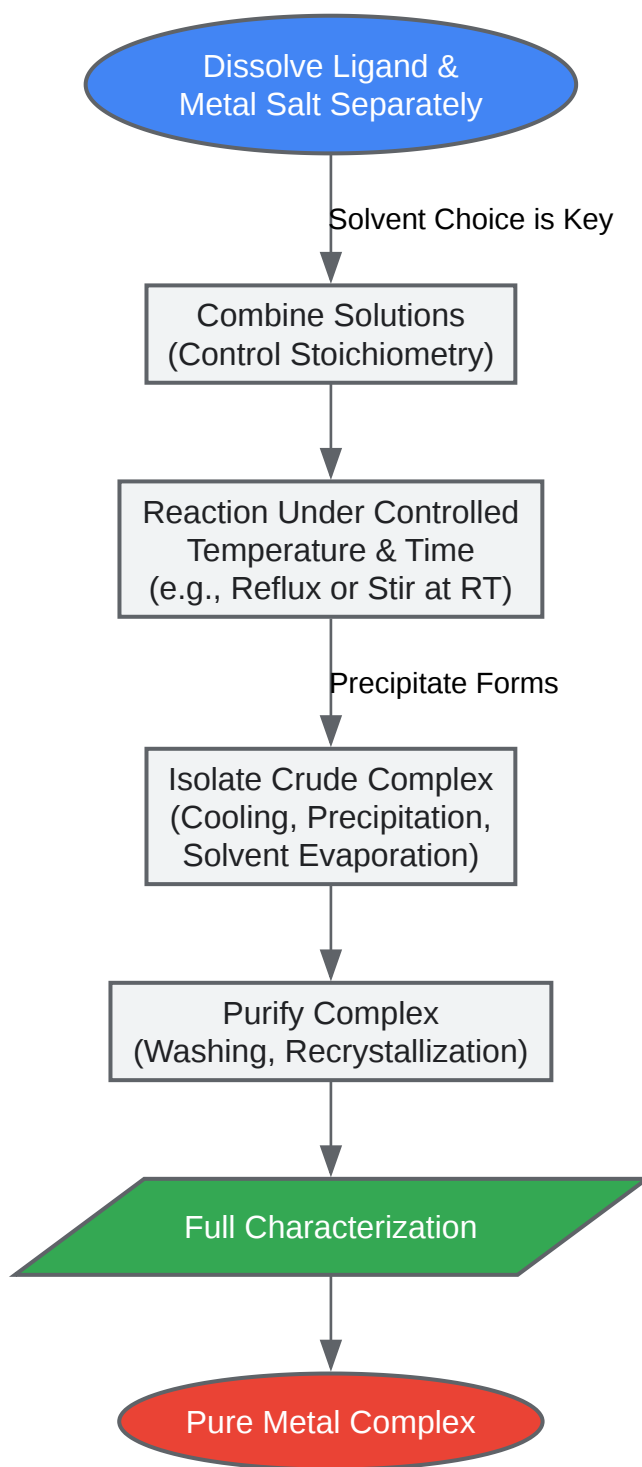 Dissolve Ligand &
Metal Salt Separately
Solvent Choice is Key
Combine Solutions
(Control Stoichiometry)
Reaction Under Controlled
Temperature & Time
(e.g., Reflux or Stir at RT)
Precipitate Forms
Isolate Crude Complex
(Cooling, Precipitation,
Solvent Evaporation)
Purify Complex
(Washing, Recrystallization)
Full Characterization
Pure Metal Complex